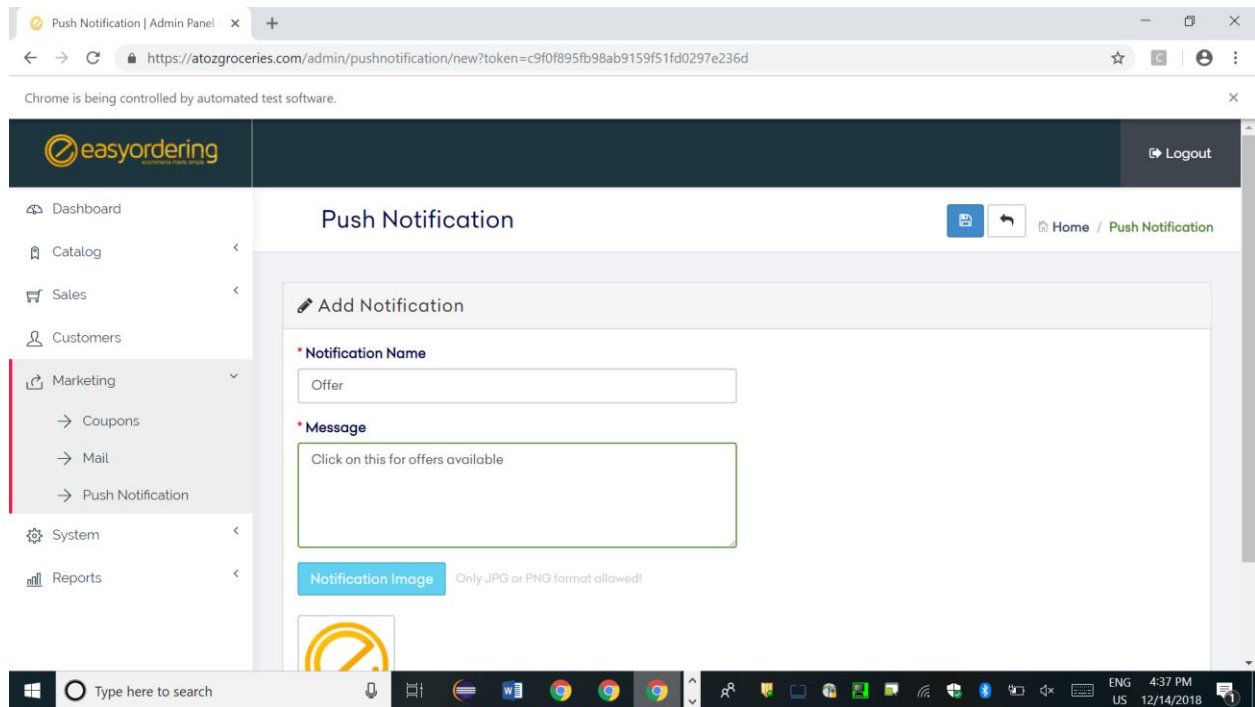 Push Notification | Admin Panel
https://atozgroceries.com/admin/pushnotification/new?token=c9f0f895fb98ab9159f51fd0297e236d
Chrome is being controlled by automated test software.
easyordering
ecommerce made simple
Logout
Dashboard
Push Notification
Home / Push Notification
Catalog
Sales
Add Notification
Customers
* Notification Name
Marketing
Offer
Coupons
* Message
Mail
Click on this for offers available
Push Notification
System
Reports
Notification Image
Only JPG or PNG format allowed!
Type here to search
ENG 4:37 PM
US 12/14/2018